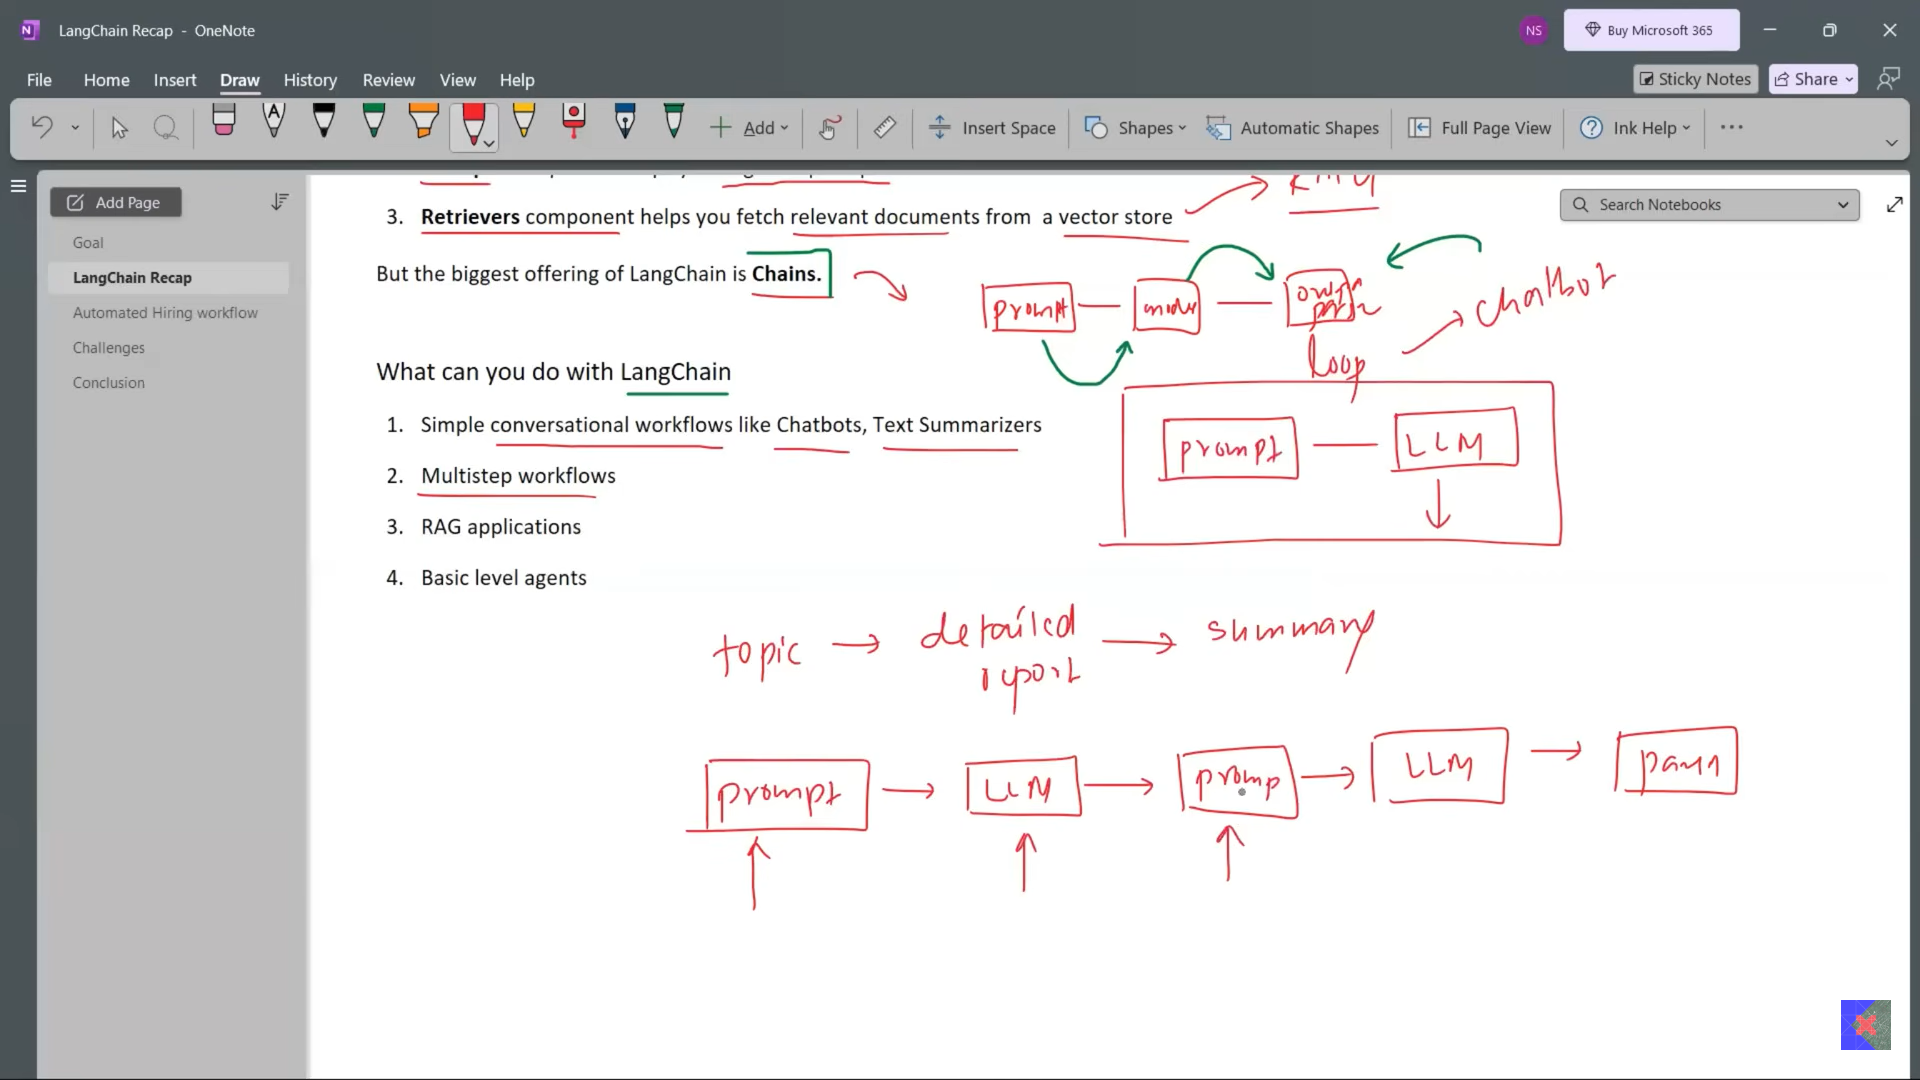 LangChain Recap - OneNote
NS
Buy Microsoft 365
File Home Insert Draw History Review View Help
Sticky Notes
Share
Add
Insert Space
Shapes
Automatic Shapes
Full Page View
Ink Help
Add Page
Search Notebooks
Goal
LangChain Recap
Automated Hiring workflow
Challenges
Conclusion
3. Retrievers component helps you fetch relevant documents from a vector store
But the biggest offering of LangChain is Chains.
prompt
loop
chatbot
What can you do with LangChain
1. Simple conversational workflows like Chatbots, Text Summarizers
prompt LLM
2. Multistep workflows
3. RAG applications
4. Basic level agents
topic → detailed report → summary
prompt → LLM → promp → LLM →